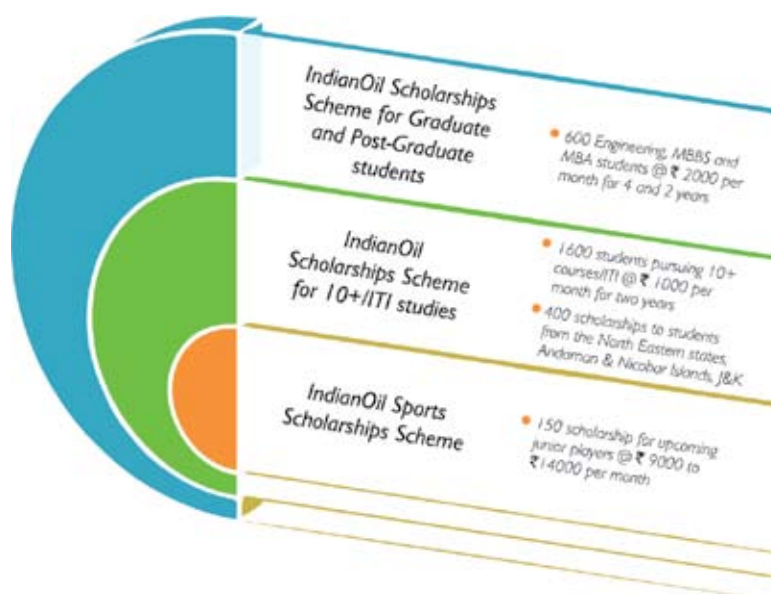 IndianOil Scholarships
Scheme for Graduate
and Post-Graduate
students
600 Engineering, MBBS and
MBA students @ ₹ 2000 per
month for 4 and 2 years
IndianOil
Scholarships Scheme
for 10+/ITI studies
1600 students pursuing 10+
courses/ITI @ ₹ 1000 per
month for two years
400 scholarships to students
from the North Eastern states,
Andaman & Nicobar Islands, J&K
IndianOil Sports
Scholarships Scheme
150 scholarship for upcoming
junior players @ ₹ 9000 to
₹14000 per month